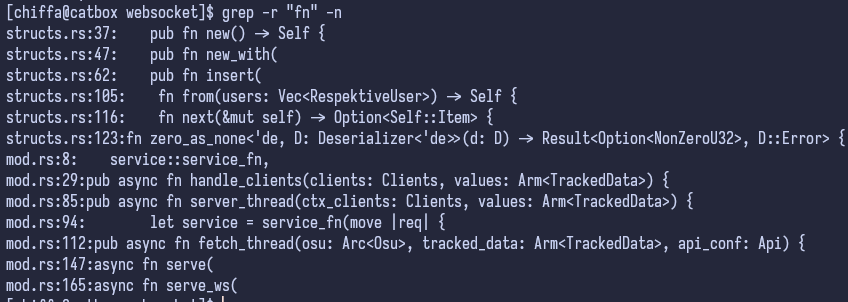 [chiffa@catbox websocket]$ grep -r "fn" -n
structs.rs:37:    pub fn new() -> Self {
structs.rs:47:    pub fn new_with(
structs.rs:62:    pub fn insert(
structs.rs:105:    fn from(users: Vec<RespektiveUser>) -> Self {
structs.rs:116:    fn next(&mut self) -> Option<Self::Item> {
structs.rs:123:fn zero_as_none<'de, D: Deserializer<'de>>(d: D) -> Result<Option<NonZeroU32>, D::Error> {
mod.rs:8:    service::service_fn,
mod.rs:29:pub async fn handle_clients(clients: Clients, values: Arm<TrackedData>) {
mod.rs:85:pub async fn server_thread(ctx_clients: Clients, values: Arm<TrackedData>) {
mod.rs:94:        let service = service_fn(move |req| {
mod.rs:112:pub async fn fetch_thread(osu: Arc<Osu>, tracked_data: Arm<TrackedData>, api_conf: Api) {
mod.rs:147:async fn serve(
mod.rs:165:async fn serve_ws(